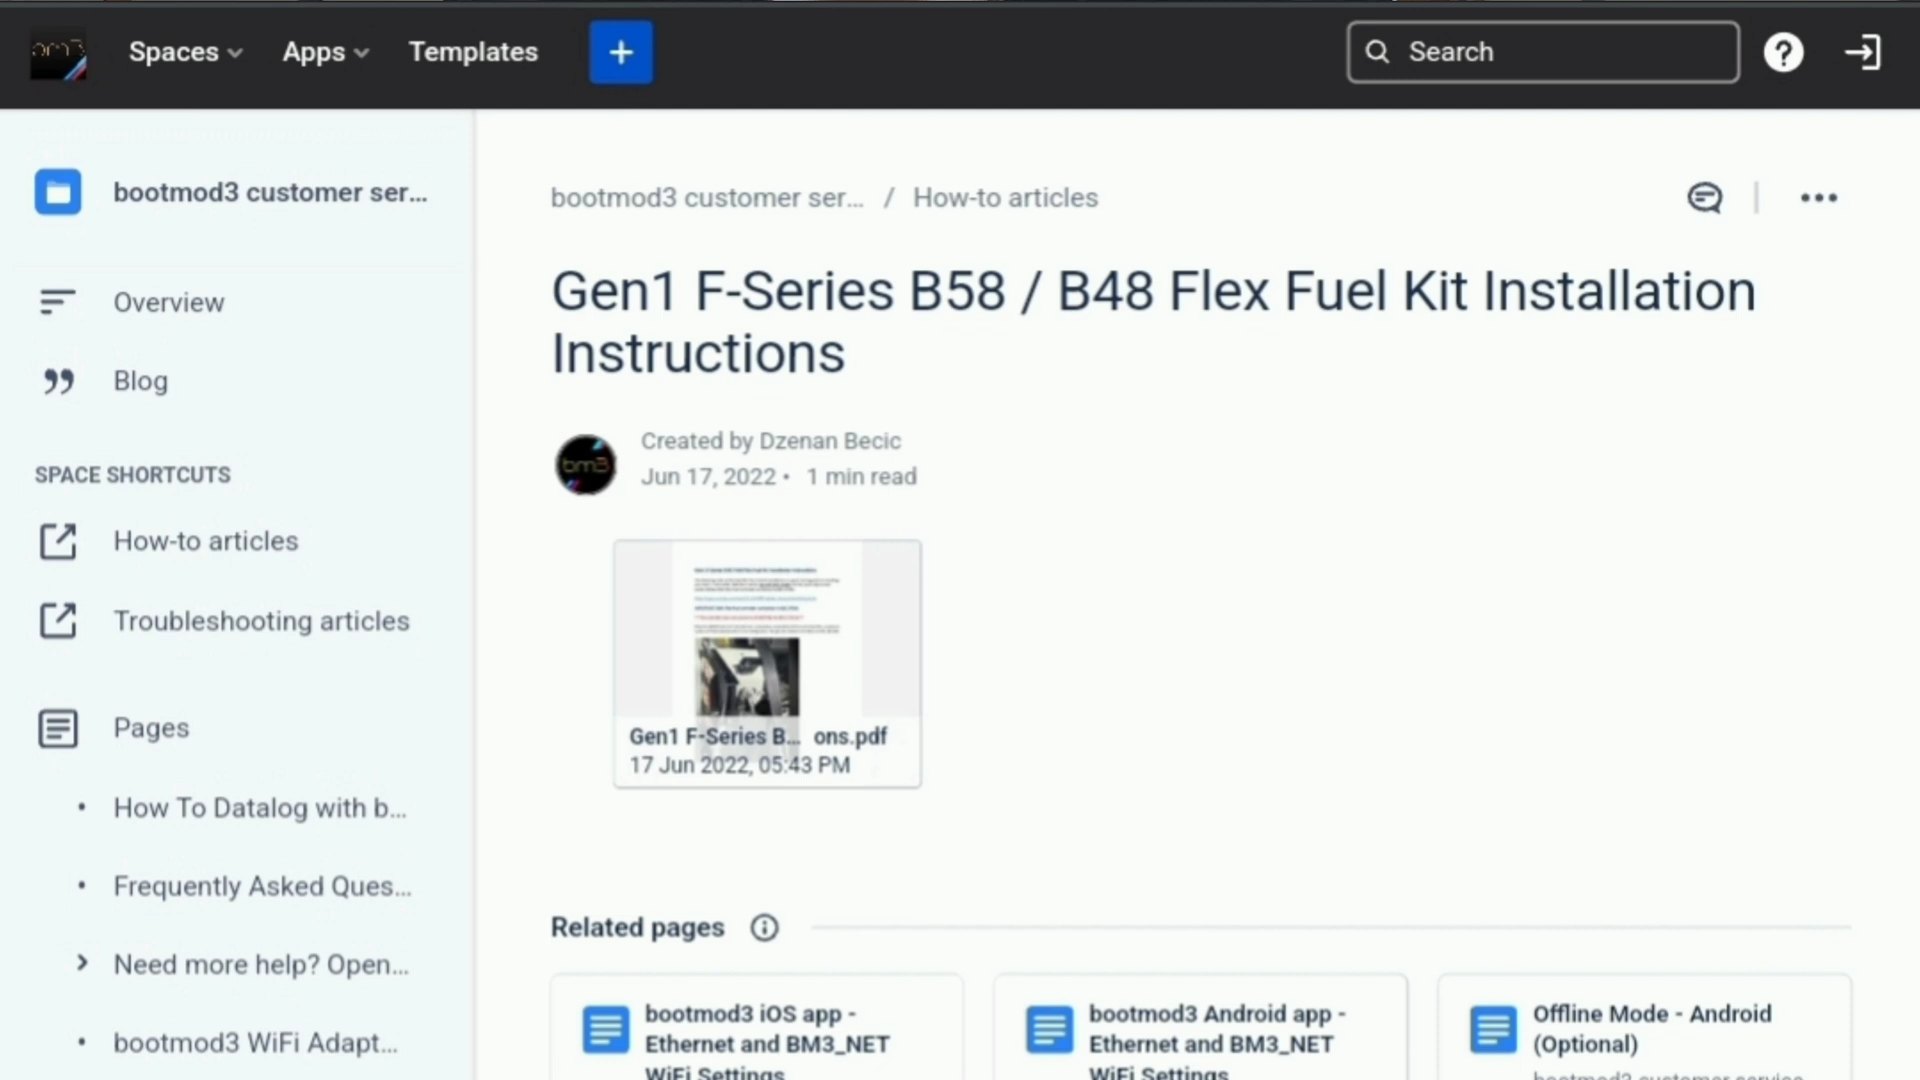 Spaces
Apps
Templates
+
Search
bootmod3 customer ser...
Overview
Blog
SPACE SHORTCUTS
How-to articles
Troubleshooting articles
Pages
• How To Datalog with b...
• Frequently Asked Ques...
Need more help? Open...
• bootmod3 WiFi Adapt...
bootmod3 customer ser... / How-to articles
Gen1 F-Series B58 / B48 Flex Fuel Kit Installation
Instructions
bm3
Created by Dzenan Becic
Jun 17, 2022 • 1 min read
Gen1 F-Series B... ons.pdf
17 Jun 2022, 05:43 PM
Related pages
bootmod3 iOS app -
Ethernet and BM3_NET
WiFi Settings
bootmod3 Android app -
Ethernet and BM3_NET
WiFi Settings
Offline Mode - Android
(Optional)
bootmod3 customer service